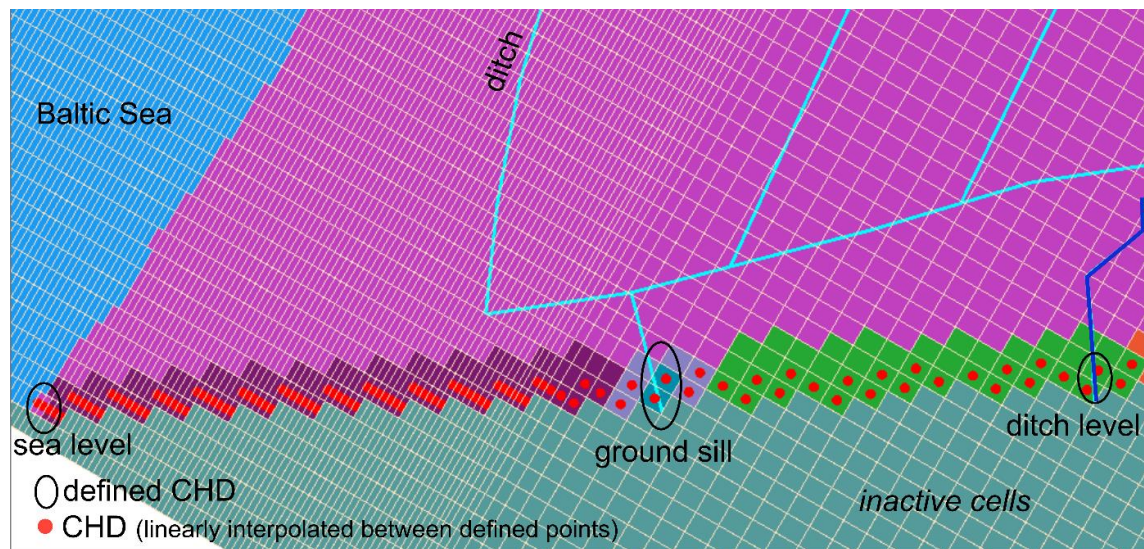 ditch
Baltic Sea
sea level
ground sill
ditch level
defined CHD
inactive cells
CHD (linearly interpolated between defined points)